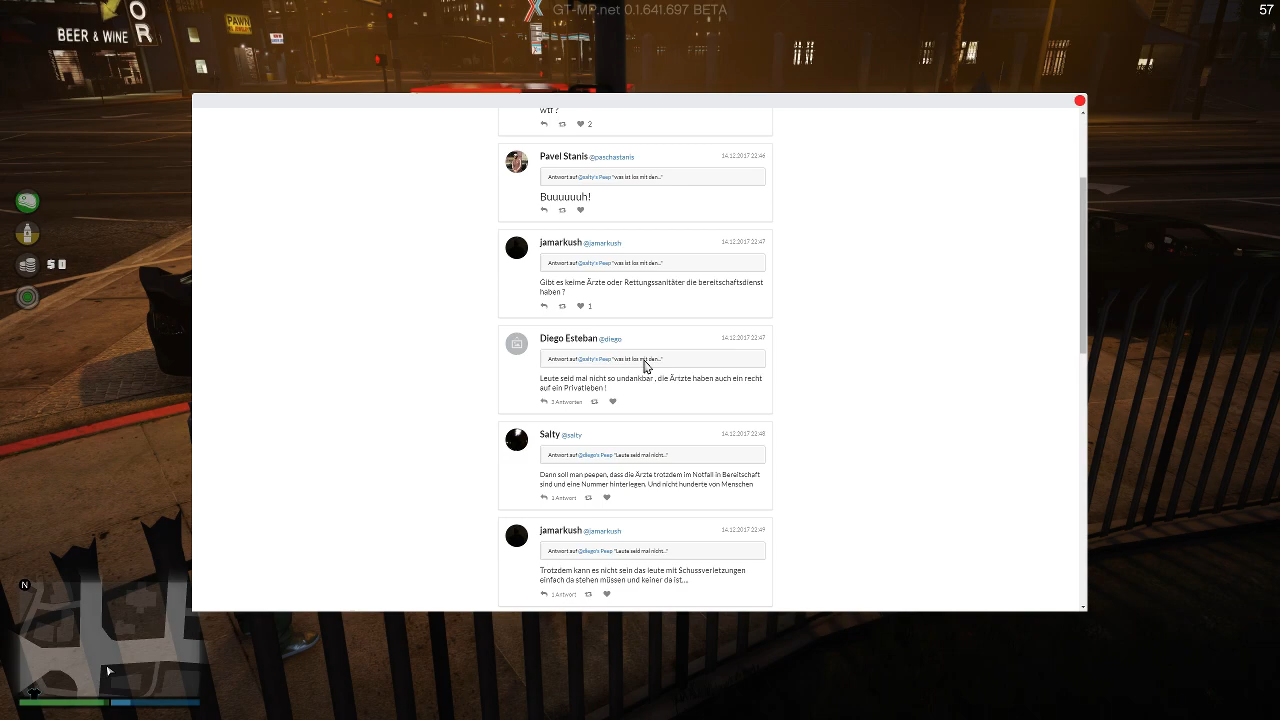 GT-MP.net 0.1.641.697 BETA
57
BEER & WINE
O
R
PAWN
wtf ?
2
Pavel Stanis @paschastanis 14.12.2017 22:46
Antwort auf @salty's Peep "was ist los mit den..."
Buuuuuuh!
jamarkush @jamarkush 14.12.2017 22:47
Antwort auf @salty's Peep "was ist los mit den..."
Gibt es keime Ärzte oder Rettungssanitäter die bereitschaftsdienst
haben ?
1
Diego Esteban @diego 14.12.2017 22:47
Antwort auf @salty's Peep "was ist los mit den..."
Leute seid mal nicht so undankbar , die Ärtzte haben auch ein recht
auf ein Privatleben !
Antworten
Salty @salty 14.12.2017 22:48
Antwort auf @diego's Peep "Leute seid mal nicht..."
Dann soll man peepen, dass die Ärzte trotzdem im Notfall in Bereitschaft
sind und eine Nummer hinterlegen. Und nicht hunderte von Menschen
1 Antwort
jamarkush @jamarkush 14.12.2017 22:49
Antwort auf @diego's Peep "Leute seid mal nicht..."
Trotzdem kann es nicht sein das leute mit Schussverletzungen
einfach da stehen müssen und keiner da ist....
1 Antwort
$0
N